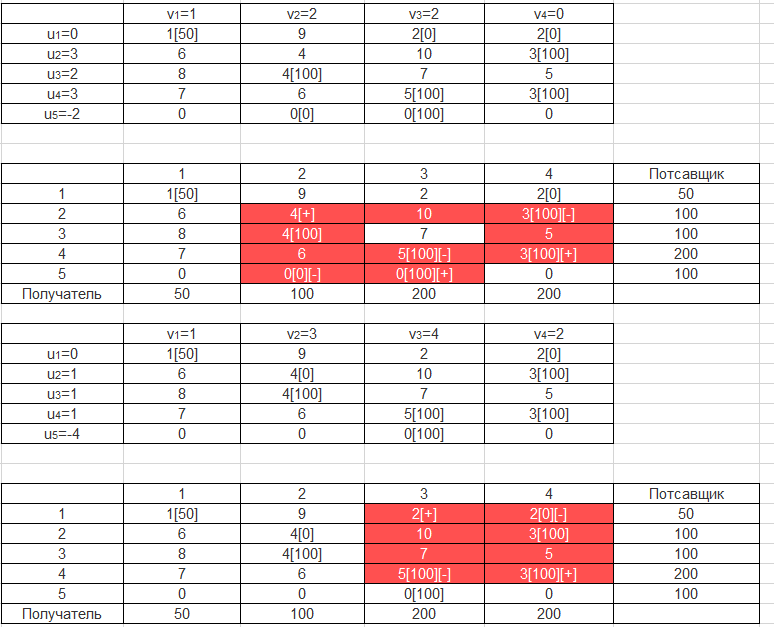 v₁=1 v₂=2 v₃=2 v₄=0
u₁=0 1[50] 9 2[0] 2[0]
u₂=3 6 4 10 3[100]
u₃=2 8 4[100] 7 5
u₄=3 7 6 5[100] 3[100]
u₅=-2 0 0[0] 0[100] 0
1 2 3 4 Потсавщик
1 1[50] 9 2 2[0] 50
2 6 4[+] 10 3[100][-] 100
3 8 4[100] 7 5 100
4 7 6 5[100][-] 3[100][+] 200
5 0 0[0][-] 0[100][+] 0 100
Получатель 50 100 200 200
v₁=1 v₂=3 v₃=4 v₄=2
u₁=0 1[50] 9 2 2[0]
u₂=1 6 4[0] 10 3[100]
u₃=1 8 4[100] 7 5
u₄=1 7 6 5[100] 3[100]
u₅=-4 0 0 0[100] 0
1 2 3 4 Потсавщик
1 1[50] 9 2[+] 2[0][-] 50
2 6 4[0] 10 3[100] 100
3 8 4[100] 7 5 100
4 7 6 5[100][-] 3[100][+] 200
5 0 0 0[100] 0 100
Получатель 50 100 200 200